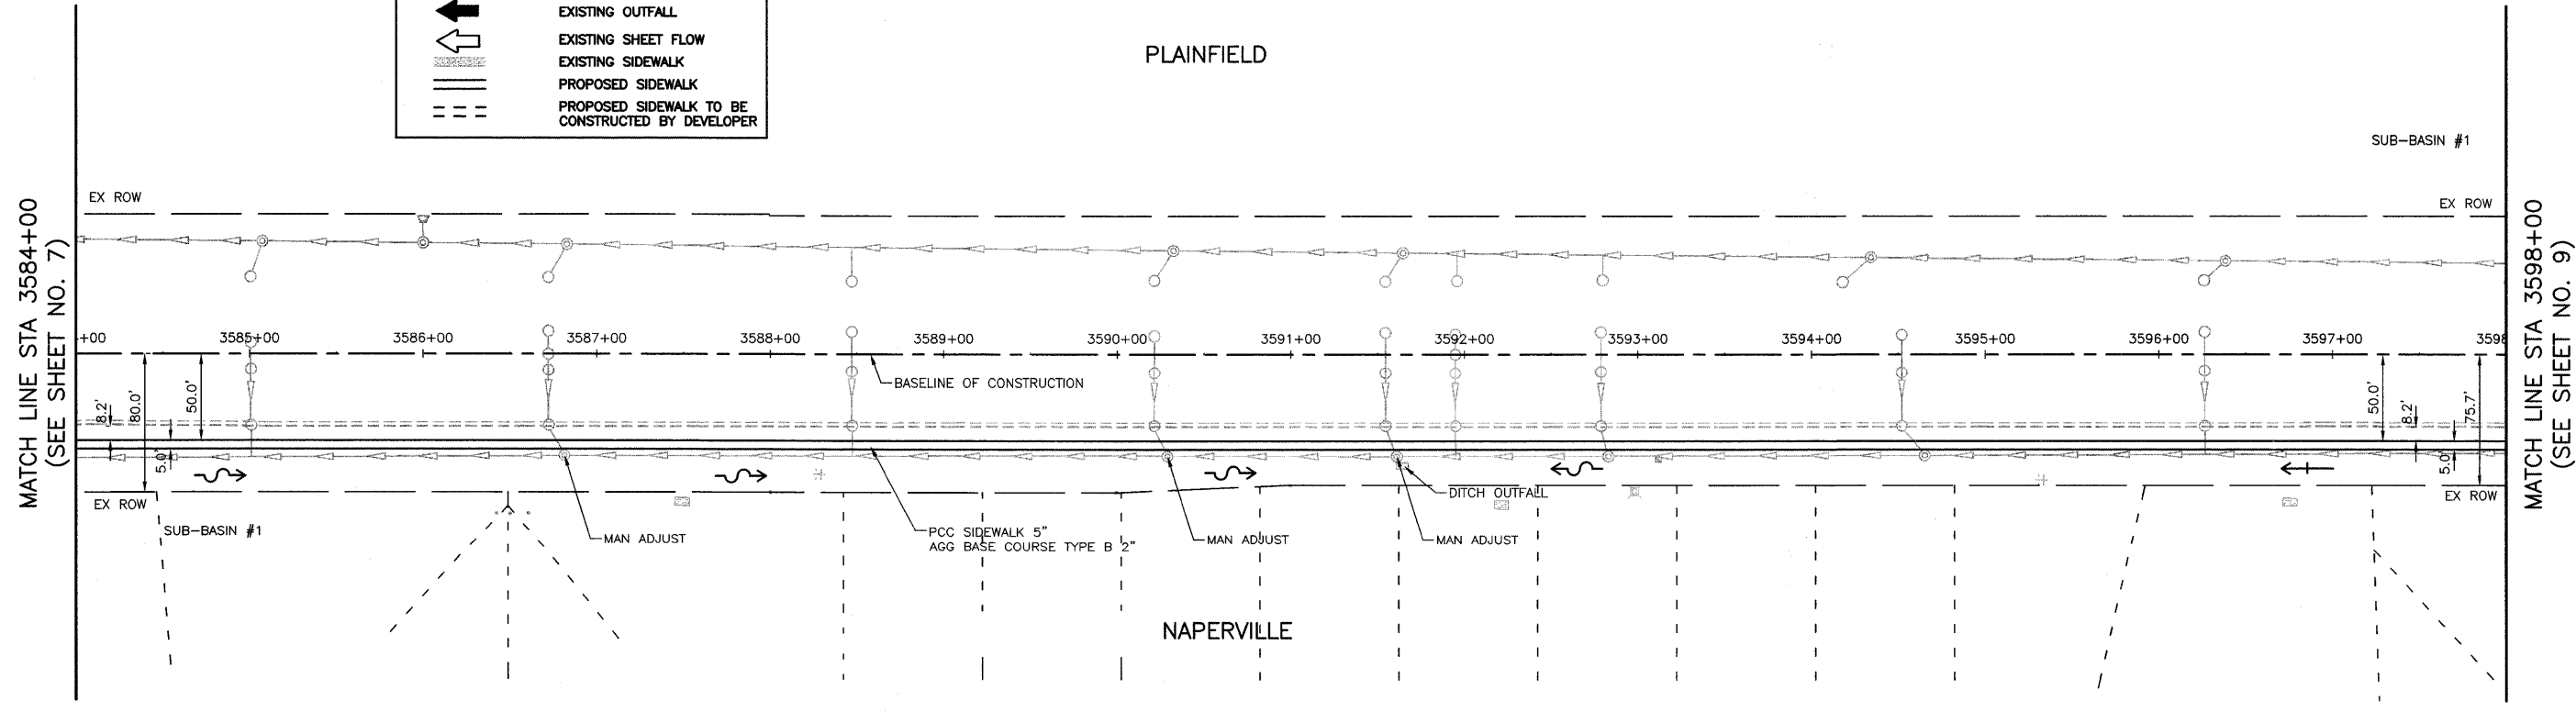 EXISTING OUTFALL
EXISTING SHEET FLOW
EXISTING SIDEWALK
PROPOSED SIDEWALK
PROPOSED SIDEWALK TO BE
CONSTRUCTED BY DEVELOPER
PLAINFIELD
SUB-BASIN #1
MATCH LINE STA 3584+00
(SEE SHEET NO. 7)
EX ROW
EX ROW
MATCH LINE STA 3598+00
(SEE SHEET NO. 9)
+00
3585+00
3586+00
3587+00
3588+00
3589+00
3590+00
3591+00
3592+00
3593+00
3594+00
3595+00
3596+00
3597+00
3598
BASELINE OF CONSTRUCTION
8.2'
80.0'
50.0'
5.0'
50.0'
8.2'
75.7'
5.0'
EX ROW
DITCH OUTFALL
EX ROW
SUB-BASIN #1
MAN ADJUST
PCC SIDEWALK 5"
AGG BASE COURSE TYPE B 2"
MAN ADJUST
MAN ADJUST
NAPERVILLE